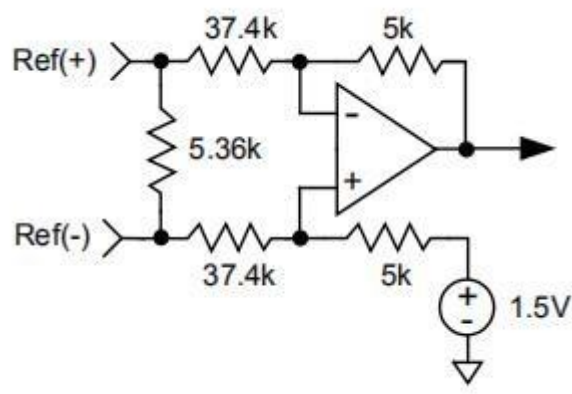 37.4k 5k
Ref(+)
-
5.36k
+
Ref(-)
37.4k 5k
+
- 1.5V